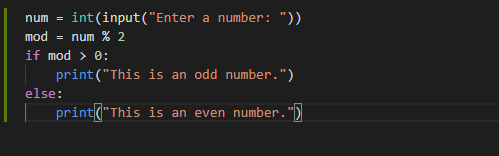 num = int(input("Enter a number: "))
mod = num % 2
if mod > 0:
    print("This is an odd number.")
else:
    print("This is an even number.")